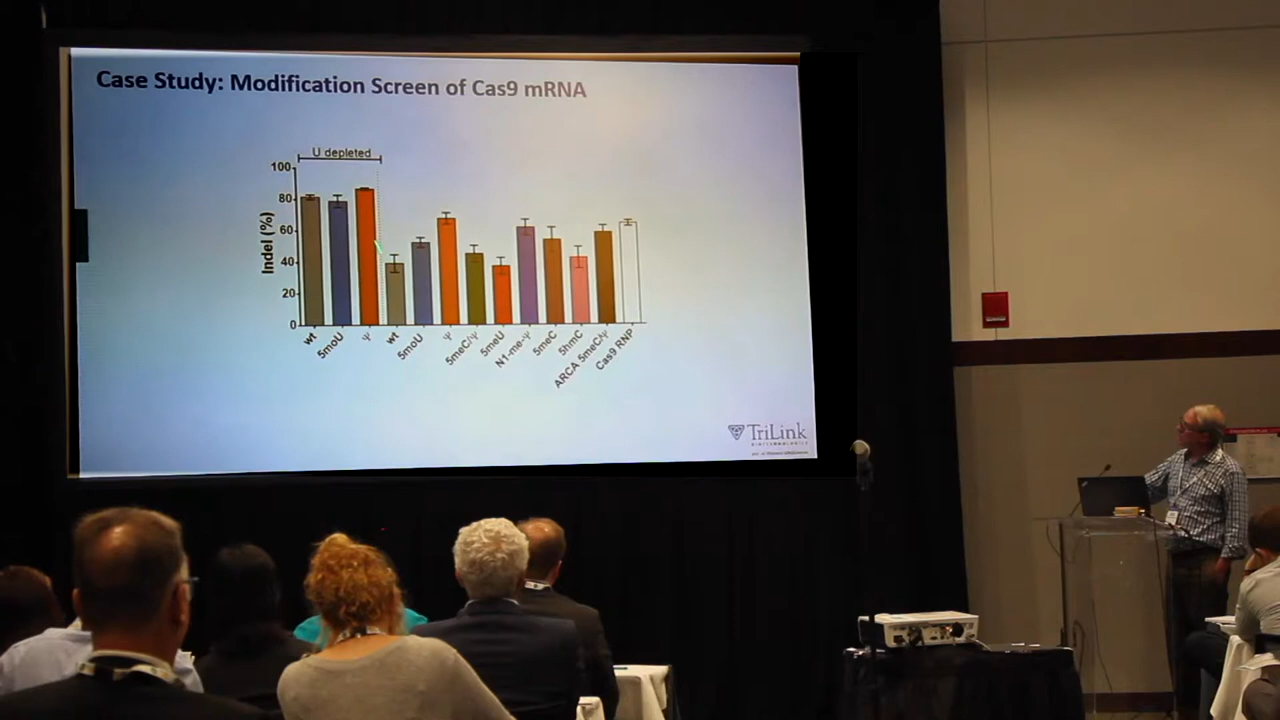 Case Study: Modification Screen of Cas9 mRNA
U depleted
100
80
60
40
20
0
Indel (%)
wt
5moU
Ψ
wt
5moU
Ψ
5meC/Ψ
5meU
N1-me-Ψ
5meC
5hmC
ARCA 5meC/Ψ
Cas9 RNP
TriLink
BIOTECHNOLOGIES